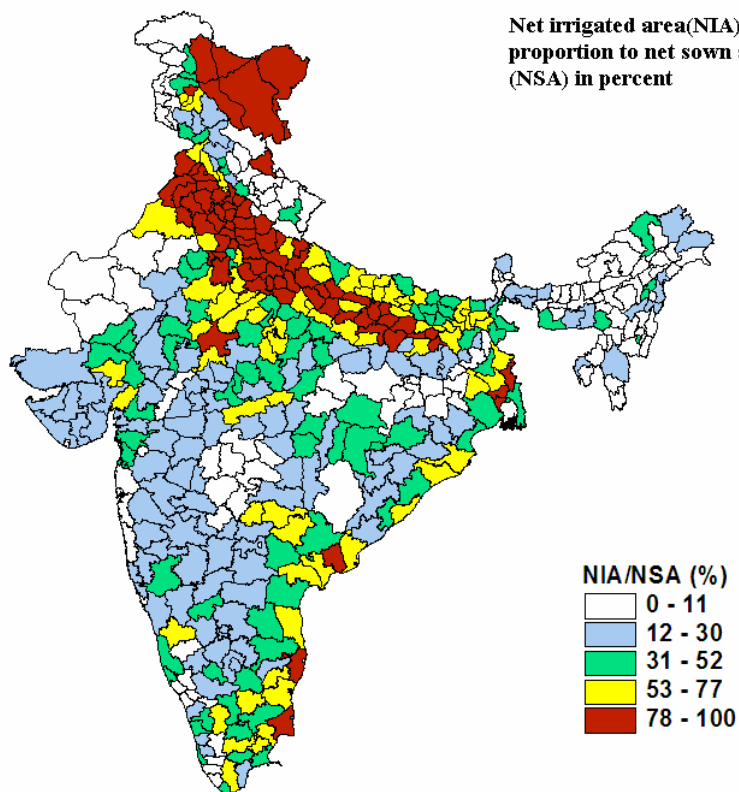 Net irrigated area(NIA)
proportion to net sown
(NSA) in percent
NIA/NSA (%)
0 - 11
12 - 30
31 - 52
53 - 77
78 - 100